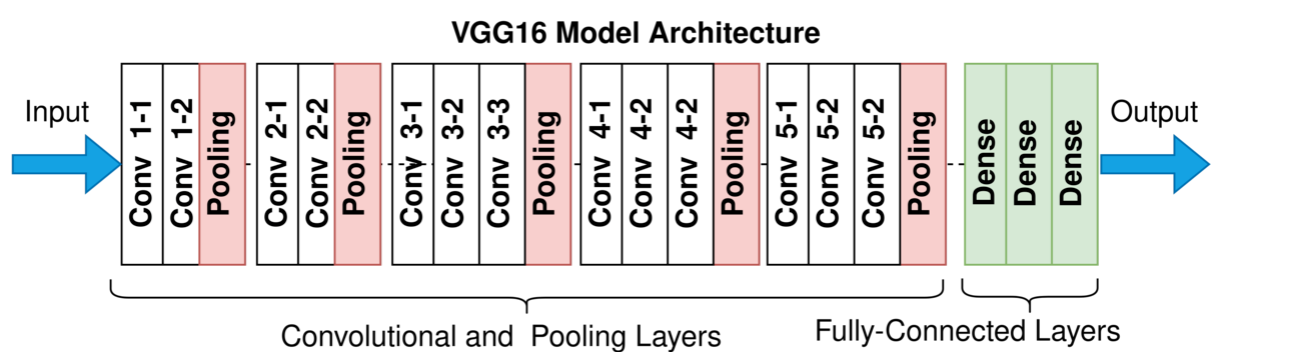 VGG16 Model Architecture
Input
Conv 1-1
Conv 1-2
Pooling
Conv 2-1
Conv 2-2
Pooling
Conv 3-1
Conv 3-2
Conv 3-3
Pooling
Conv 4-1
Conv 4-2
Conv 4-2
Pooling
Conv 5-1
Conv 5-2
Conv 5-2
Pooling
Dense
Dense
Dense
Output
Convolutional and Pooling Layers
Fully-Connected Layers